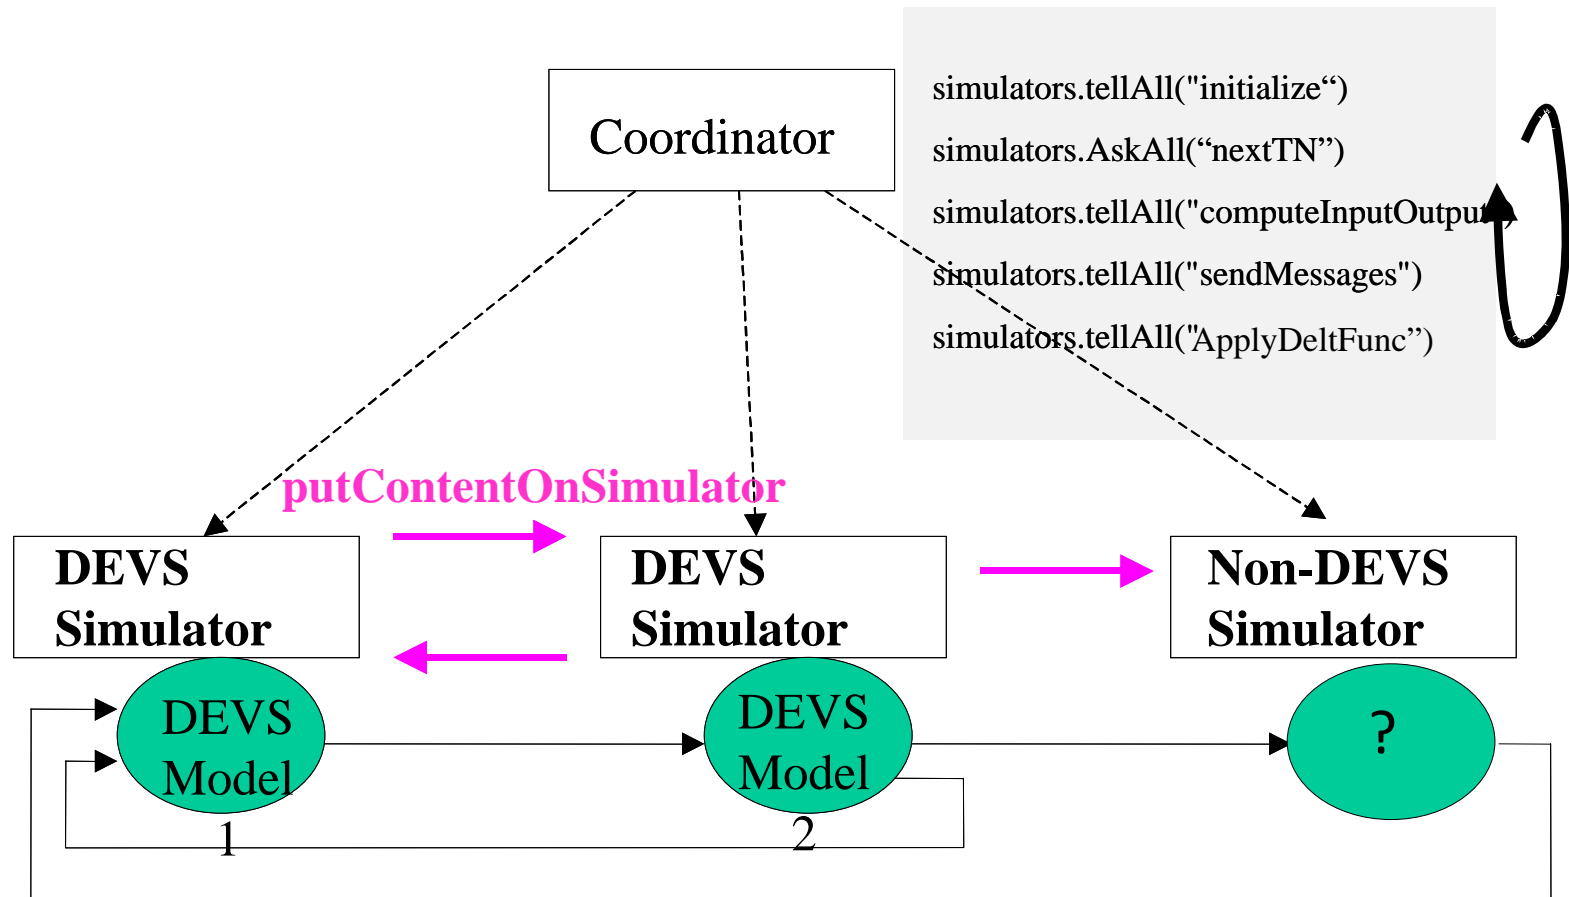 Coordinator
simulators.tellAll("initialize“)
simulators.AskAll(“nextTN”)
simulators.tellAll("computeInputOutput")
simulators.tellAll("sendMessages")
simulators.tellAll("ApplyDeltFunc”)
putContentOnSimulator
DEVS
Simulator
DEVS
Simulator
Non-DEVS
Simulator
DEVS
Model
1
DEVS
Model
2
?